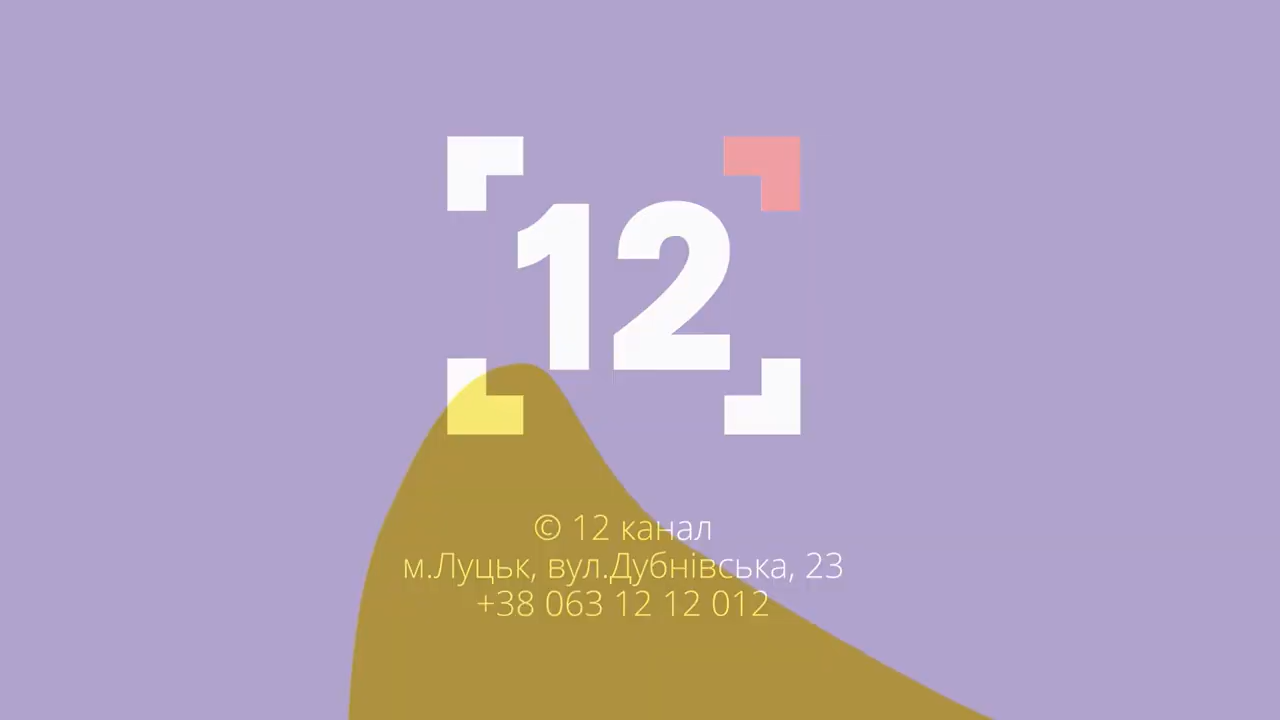 12
© 12 канал
м.Луцьк, вул.Дубнівська, 23
+38 063 12 12 012